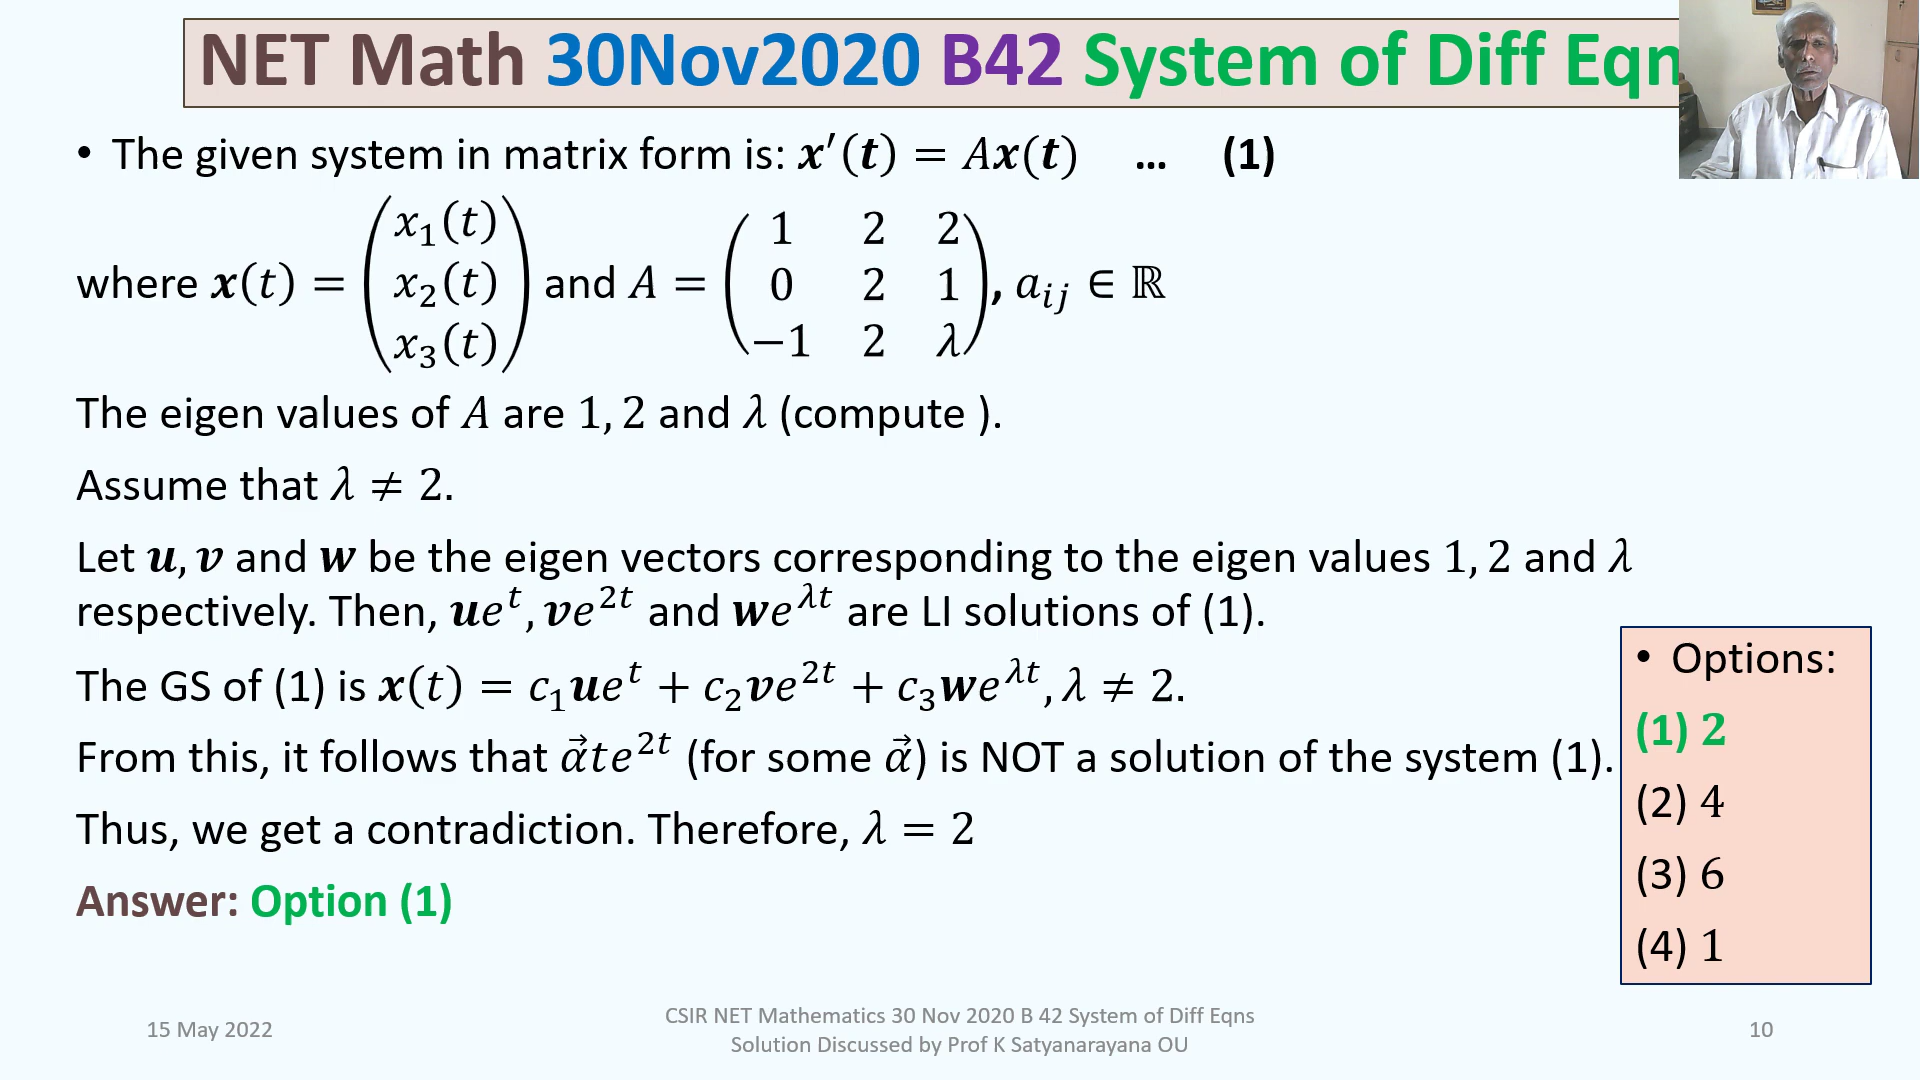 NET Math 30Nov2020 B42 System of Diff Eqn
• The given system in matrix form is: 𝒙′(𝒕) = 𝐴𝒙(𝒕) … (1)
where 𝒙(𝑡) = (𝑥₁(𝑡) 𝑥₂(𝑡) 𝑥₃(𝑡)) and 𝐴 = (1 2 2
0 2 1
−1 2 𝜆), 𝑎ᵢⱼ ∈ ℝ
The eigen values of 𝐴 are 1, 2 and 𝜆 (compute ).
Assume that 𝜆 ≠ 2.
Let 𝒖, 𝒗 and 𝒘 be the eigen vectors corresponding to the eigen values 1, 2 and 𝜆
respectively. Then, 𝒖𝑒^𝑡, 𝒗𝑒^2𝑡 and 𝒘𝑒^𝜆𝑡 are LI solutions of (1).
The GS of (1) is 𝒙(𝑡) = 𝑐₁𝒖𝑒^𝑡 + 𝑐₂𝒗𝑒^2𝑡 + 𝑐₃𝒘𝑒^𝜆𝑡, 𝜆 ≠ 2.
From this, it follows that 𝛼⃗𝑡𝑒^2𝑡 (for some 𝛼⃗) is NOT a solution of the system (1).
Thus, we get a contradiction. Therefore, 𝜆 = 2
Answer: Option (1)
• Options:
(1) 2
(2) 4
(3) 6
(4) 1
15 May 2022
CSIR NET Mathematics 30 Nov 2020 B 42 System of Diff Eqns
Solution Discussed by Prof K Satyanarayana OU
10